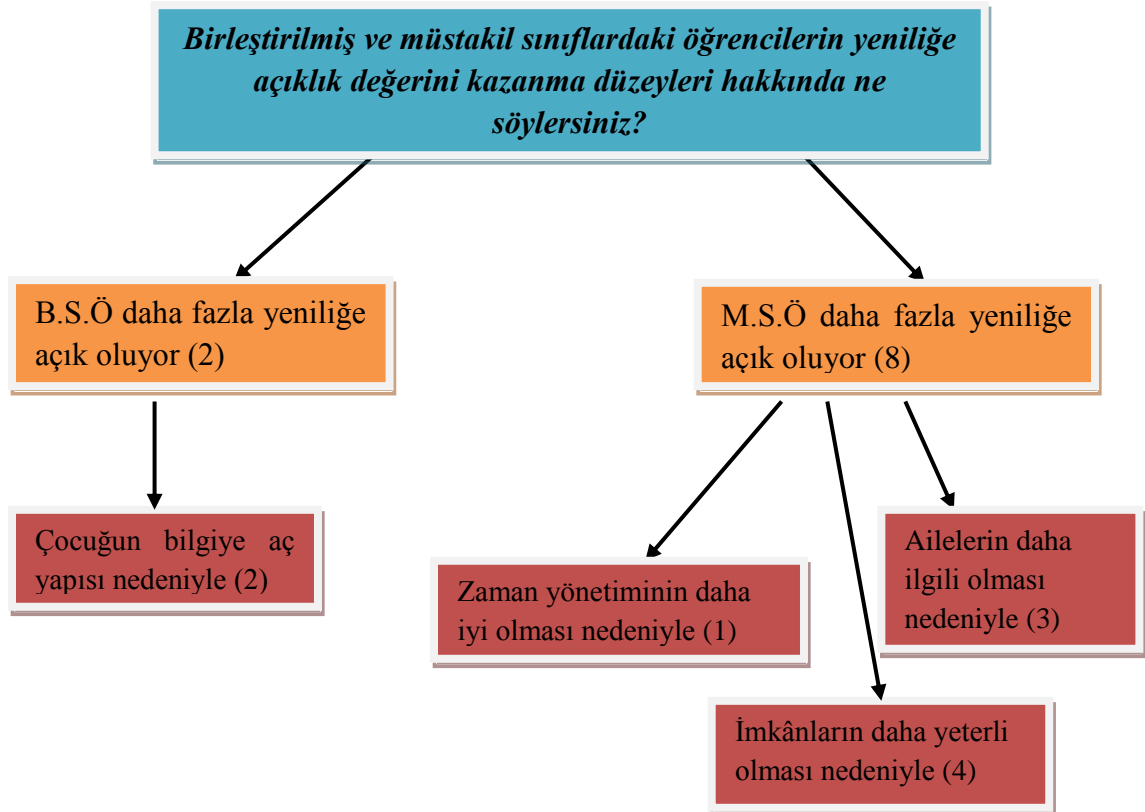 Birleştirilmiş ve müstakil sınıflardaki öğrencilerin yeniliğe
açıklık değerini kazanma düzeyleri hakkında ne
söylersiniz?
B.S.Ö daha fazla yeniliğe
açık oluyor (2)
M.S.Ö daha fazla yeniliğe
açık oluyor (8)
Çocuğun bilgiye aç
yapısı nedeniyle (2)
Zaman yönetiminin daha
iyi olması nedeniyle (1)
Ailelerin daha
ilgili olması
nedeniyle (3)
İmkânların daha yeterli
olması nedeniyle (4)